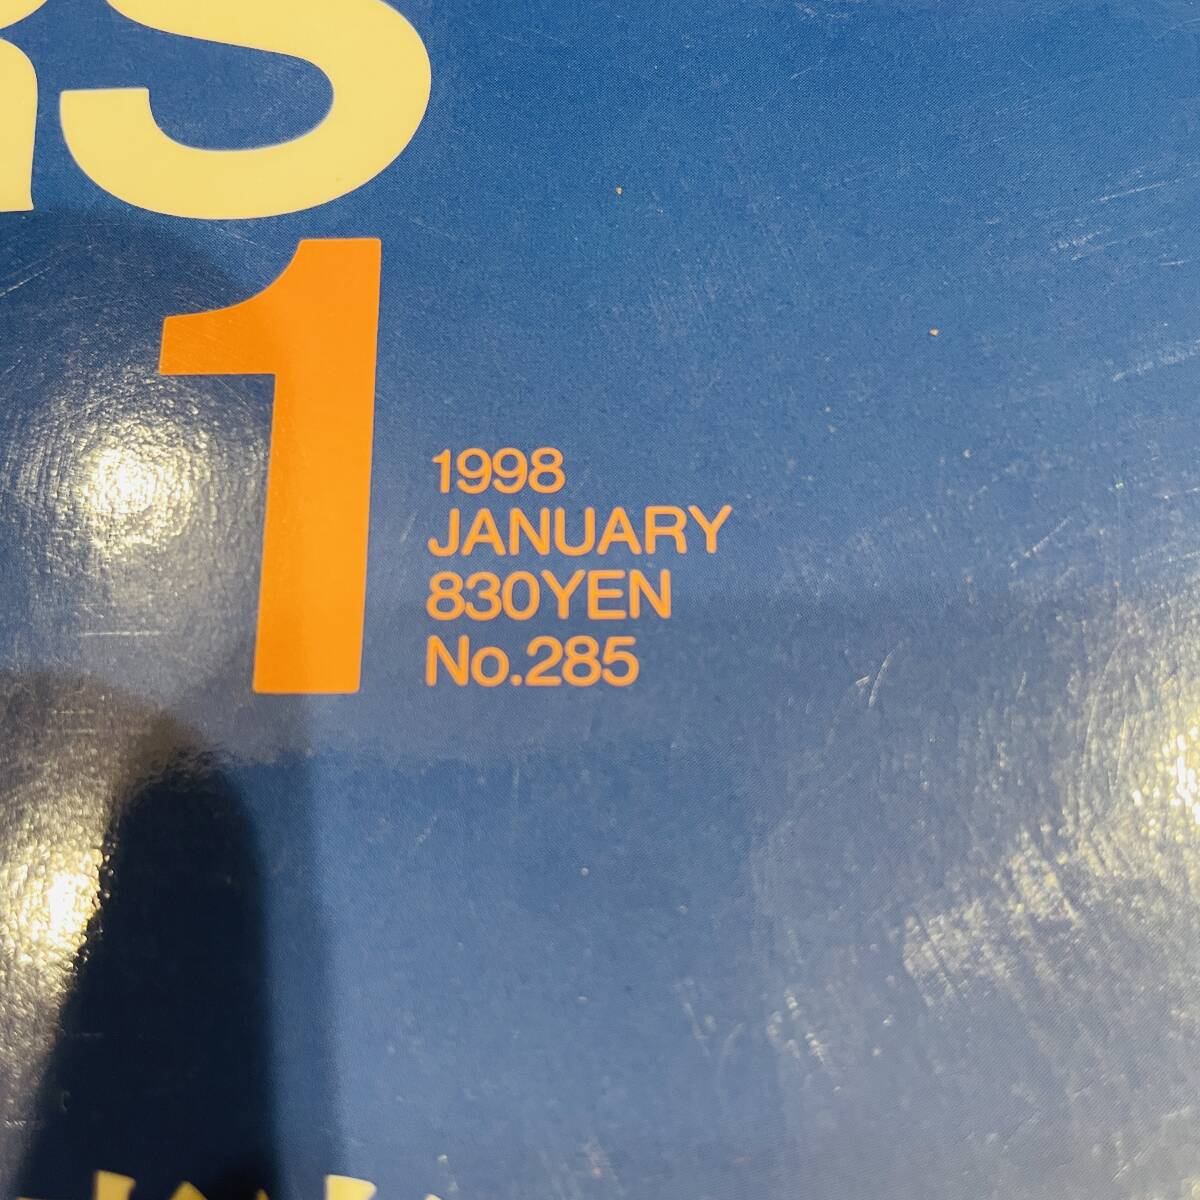 S
1
1998
JANUARY
830YEN
No.285